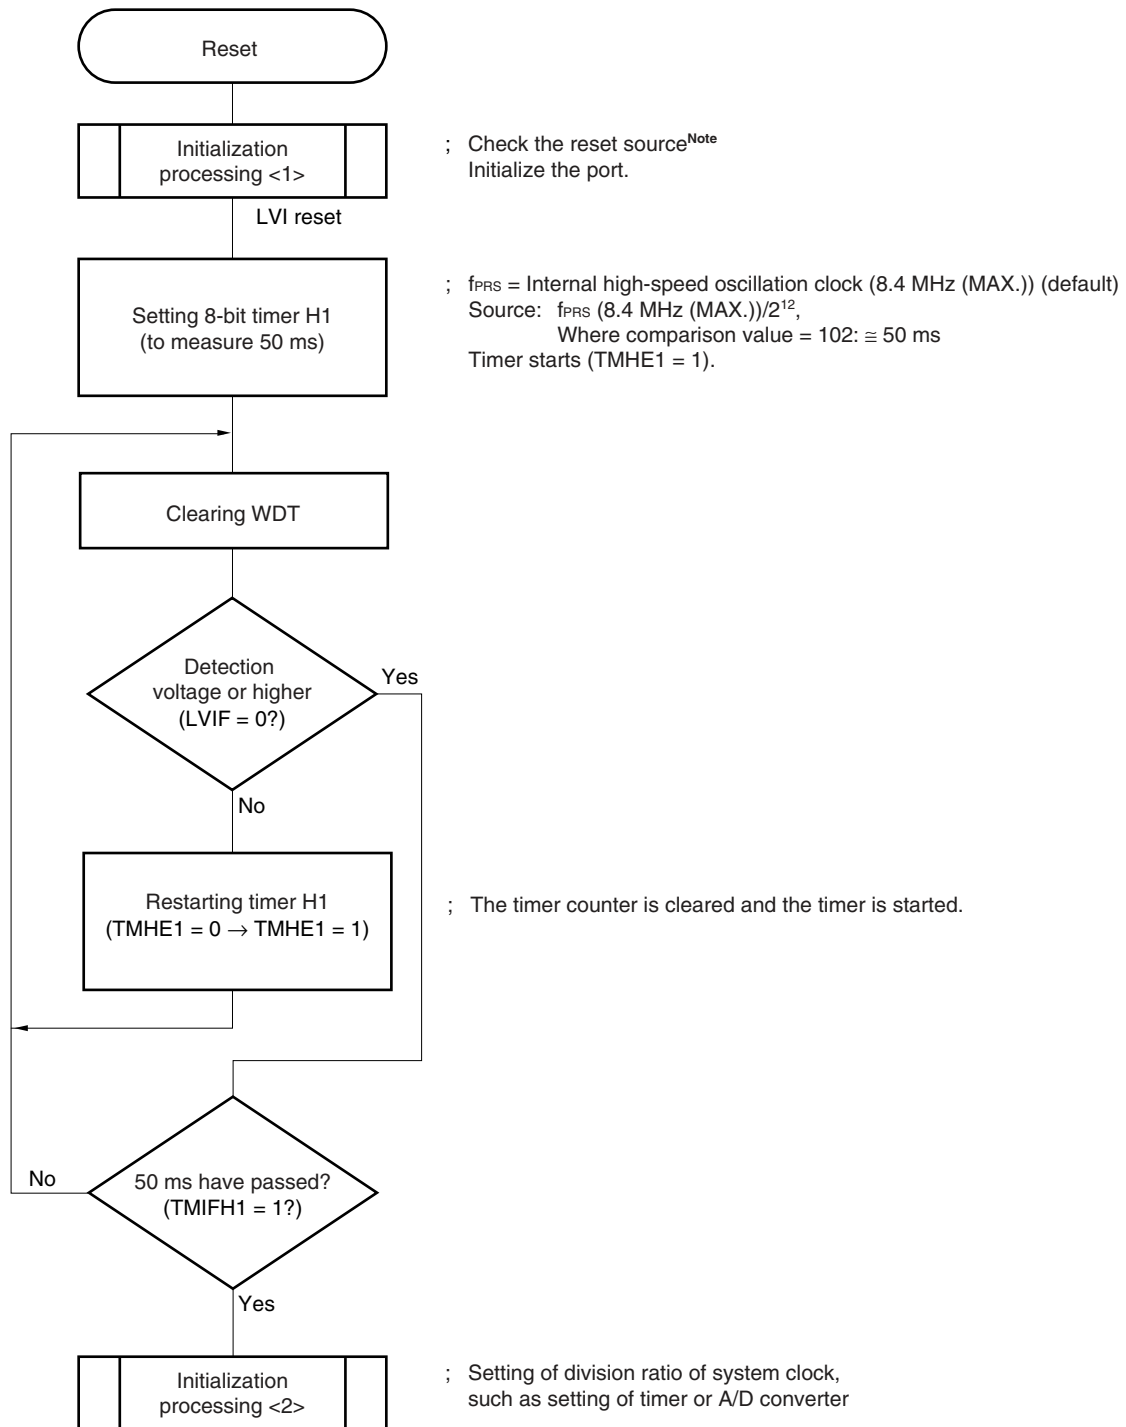 Reset
Initialization
processing <1>
; Check the reset sourceNote
Initialize the port.
LVI reset
Setting 8-bit timer H1
(to measure 50 ms)
; fPRS = Internal high-speed oscillation clock (8.4 MHz (MAX.)) (default)
Source: fPRS (8.4 MHz (MAX.))/2¹²,
Where comparison value = 102: ≅ 50 ms
Timer starts (TMHE1 = 1).
Clearing WDT
Detection
voltage or higher
(LVIF = 0?)
Yes
No
Restarting timer H1
(TMHE1 = 0 → TMHE1 = 1)
; The timer counter is cleared and the timer is started.
No
50 ms have passed?
(TMIFH1 = 1?)
Yes
Initialization
processing <2>
; Setting of division ratio of system clock,
such as setting of timer or A/D converter